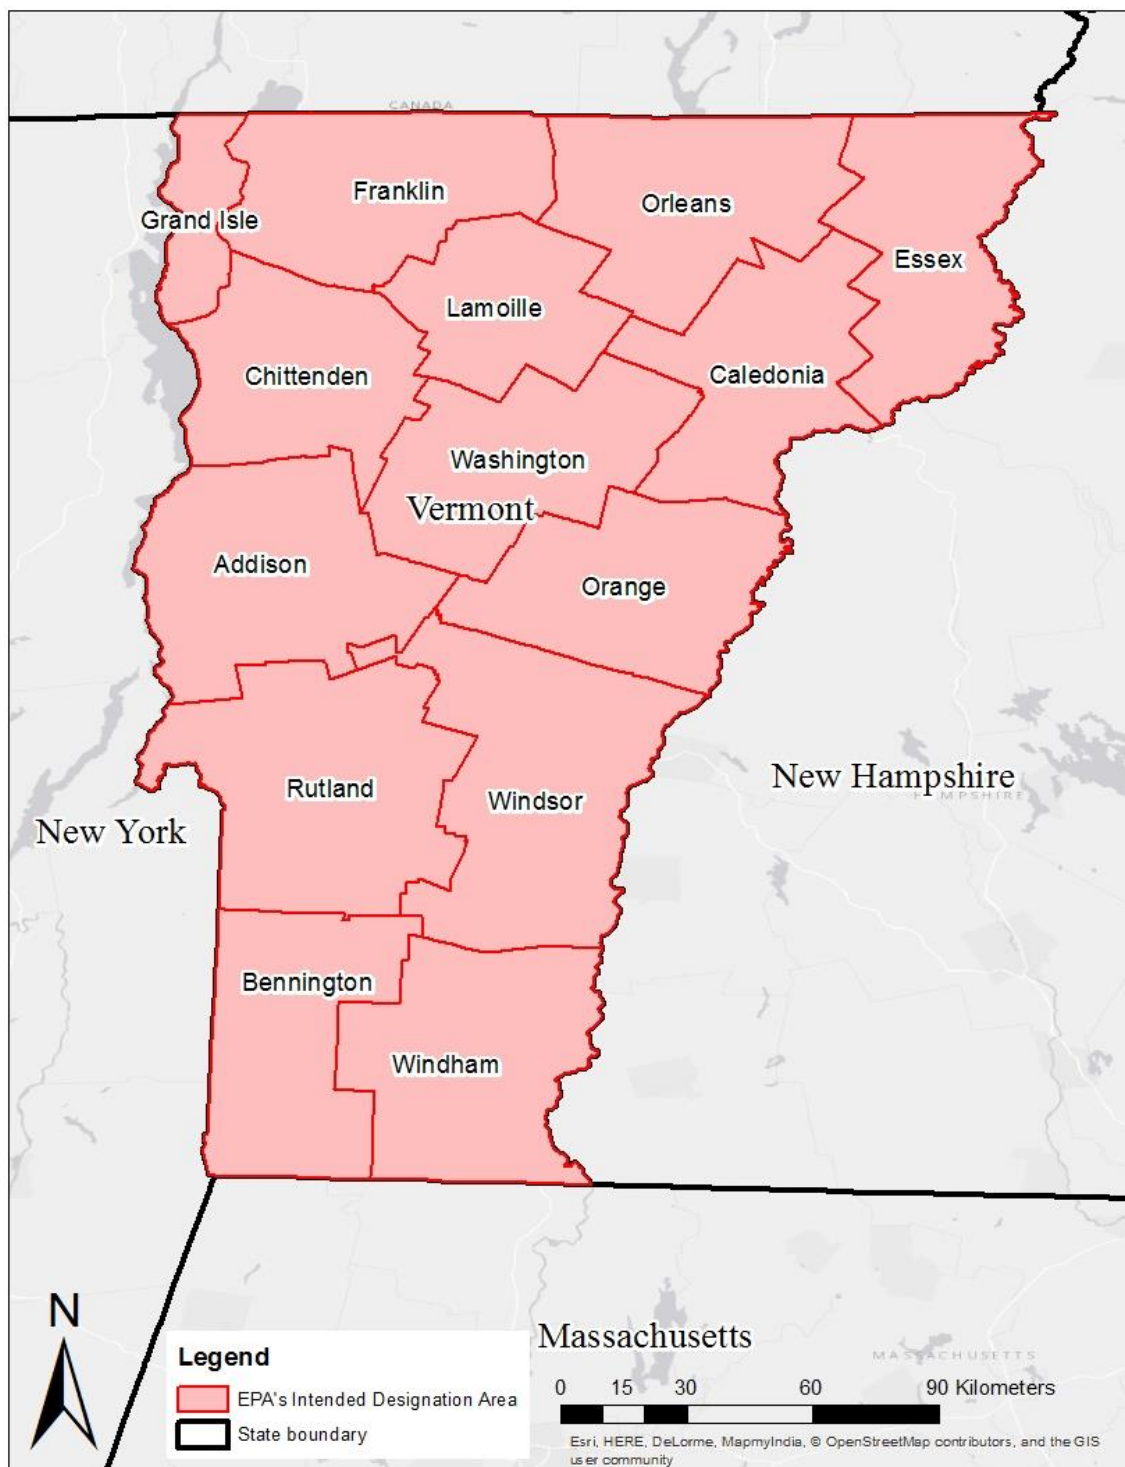 CANADA
Franklin
Orleans
Grand Isle
Essex
Lamoille
Chittenden
Caledonia
Washington
Vermont
Addison
Orange
New Hampshire
HAMPSHIRE
Rutland
Windsor
New York
Bennington
Windham
N
Massachusetts
MASSACHUSETTS
Legend
EPA's Intended Designation Area
State boundary
0 15 30 60 90 Kilometers
Esri, HERE, DeLorme, MapmyIndia, © OpenStreetMap contributors, and the GIS
user community